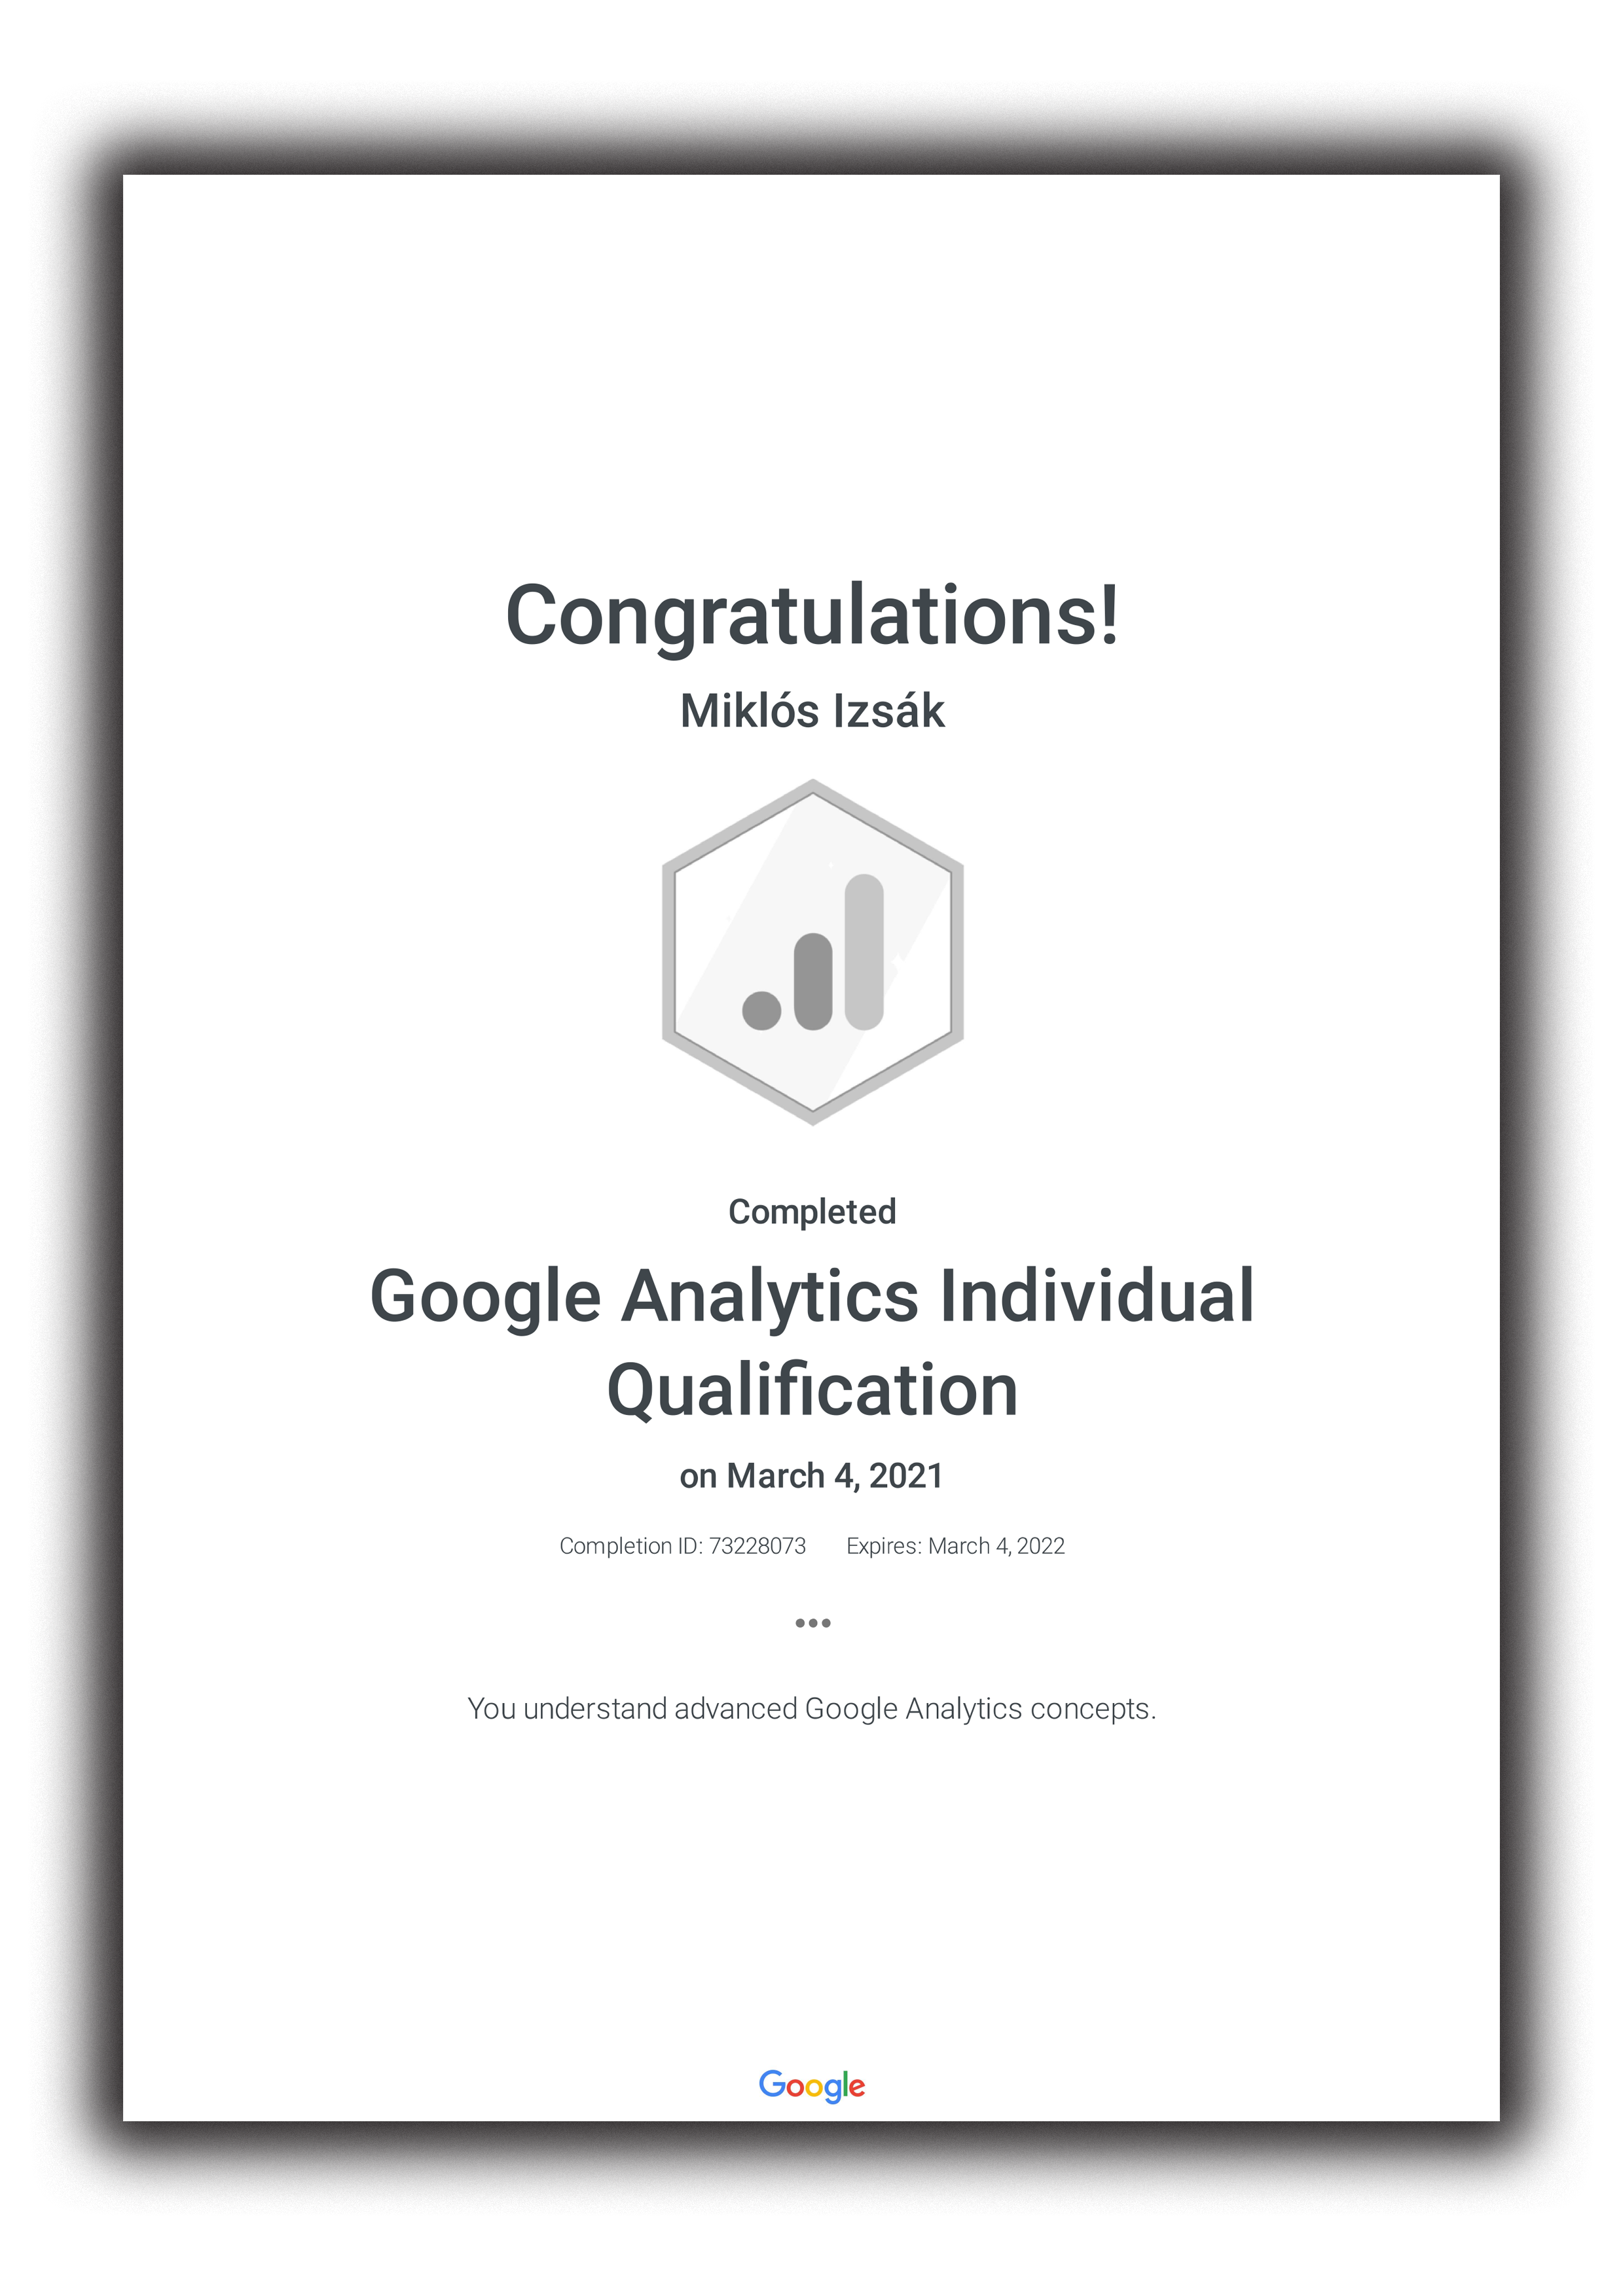 Congratulations!
Miklós Izsák
Completed
Google Analytics Individual
Qualification
on March 4, 2021
Completion ID: 73228073 Expires: March 4, 2022
•••
You understand advanced Google Analytics concepts.
Google